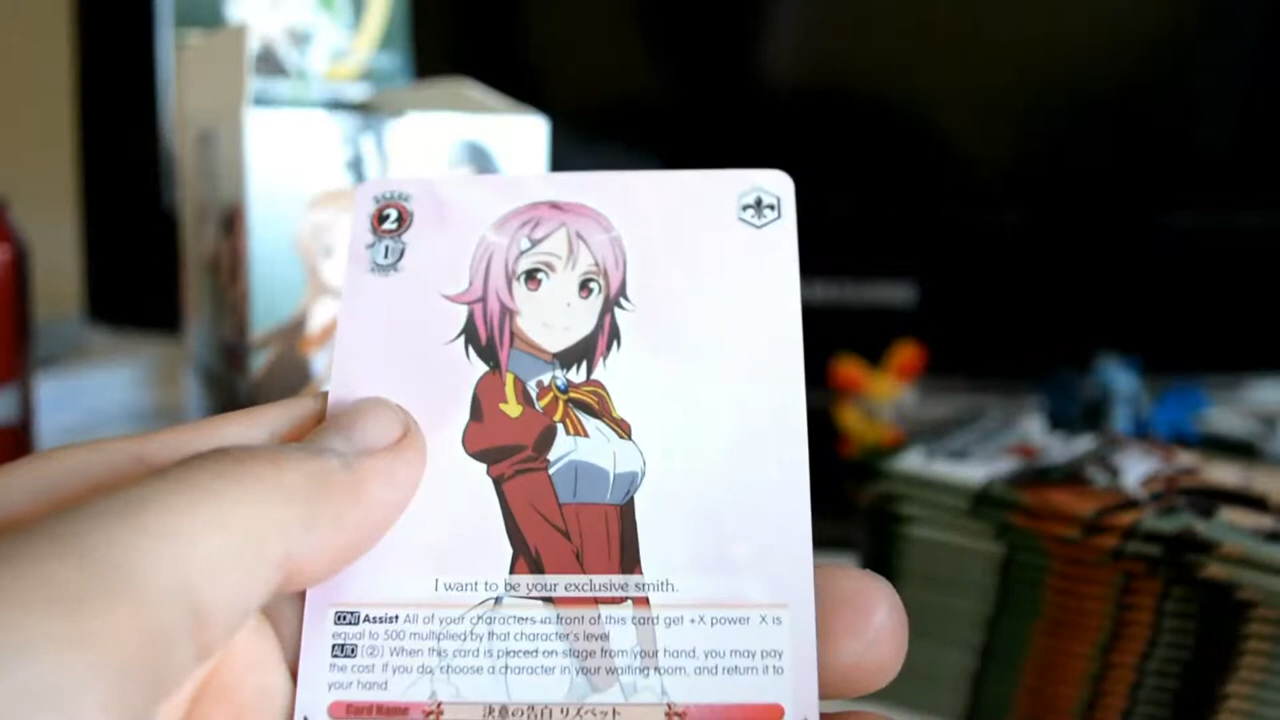 2
1
I want to be your exclusive smith.
CONT Assist All of your characters in front of this card get +X power X is
equal to 500 multiplied by that character's level
AUTO [②] When this card is placed on stage from your hand, you may pay
the cost. If you do, choose a character in your waiting room, and return it to
your hand
Card Name 決意の告白 リズベット